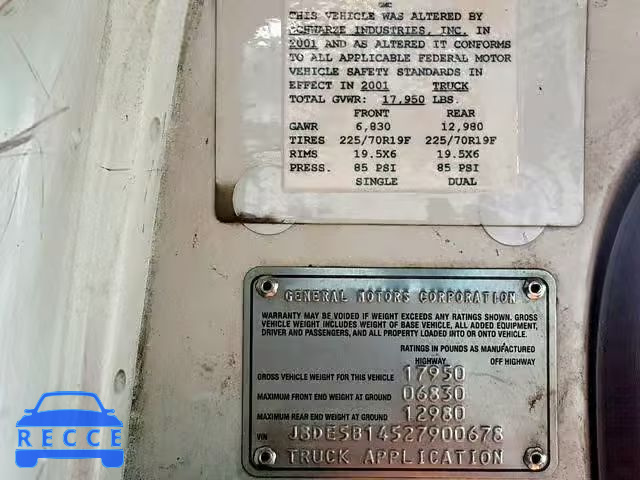 GMC
THIS VEHICLE WAS ALTERED BY
SCHWARZE INDUSTRIES, INC. IN
2001 AND AS ALTERED IT CONFORMS
TO ALL APPLICABLE FEDERAL MOTOR
VEHICLE SAFETY STANDARDS IN
EFFECT IN 2001 TRUCK
TOTAL GVWR: 17,950 LBS.
FRONT REAR
GAWR 6,830 12,980
TIRES 225/70R19F 225/70R19F
RIMS 19.5X6 19.5X6
PRESS. 85 PSI 85 PSI
SINGLE DUAL
GENERAL MOTORS CORPORATION
WARRANTY MAY BE VOIDED IF WEIGHT EXCEEDS ANY RATINGS SHOWN. GROSS
VEHICLE WEIGHT INCLUDES WEIGHT OF BASE VEHICLE, ALL ADDED EQUIPMENT,
DRIVER AND PASSENGERS, AND ALL PROPERTY LOADED INTO OR ONTO VEHICLE.
RATINGS IN POUNDS AS MANUFACTURED
HIGHWAY OFF HIGHWAY
GROSS VEHICLE WEIGHT FOR THIS VEHICLE 17950
MAXIMUM FRONT END WEIGHT AT GROUND 06830
MAXIMUM REAR END WEIGHT AT GROUND 12980
VIN J8DE5B14527900678
TRUCK APPLICATION
RECCE